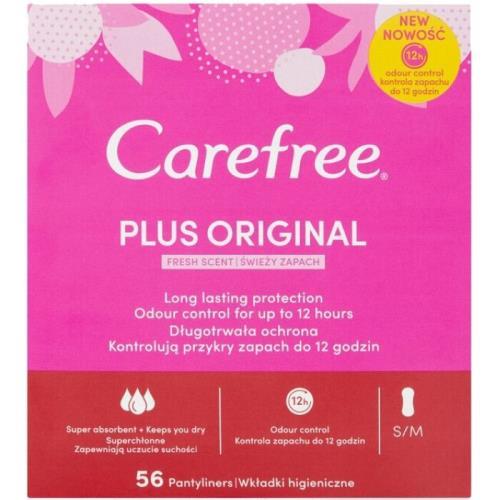 NEW
NOWOŚĆ
12h
odour control
kontrola zapachu
do 12 godzin
Carefree®
PLUS ORIGINAL
FRESH SCENT | ŚWIEŻY ZAPACH
Long lasting protection
Odour control for up to 12 hours
Długotrwała ochrona
Kontrolują przykry zapach do 12 godzin
Super absorbent + Keeps you dry
Superchłonne
Zapewniają uczucie suchości
12h
Odour control
Kontrola zapachu do 12 godzin
S/M
56 Pantyliners | Wkładki higieniczne